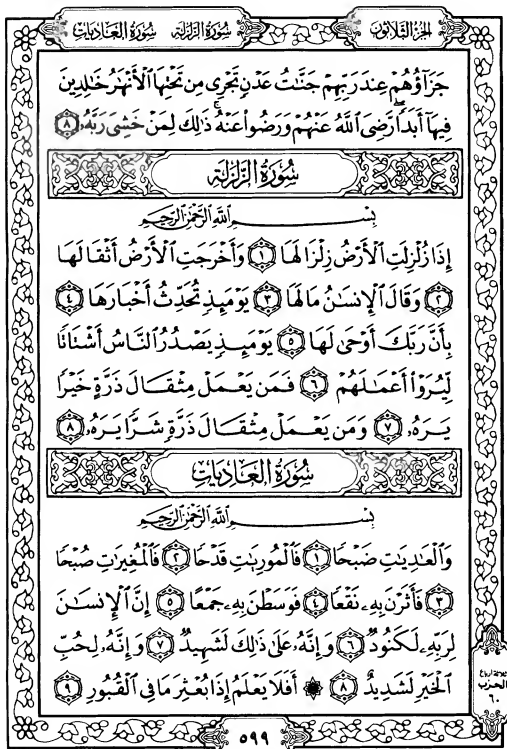 الجزء الثلاثون
سورة الزلزلة سورة العاديات
جَزَآؤُهُمْ عِندَ رَبِّهِمْ جَنَّٰتُ عَدْنٍ تَجْرِى مِن تَحْتِهَا ٱلْأَنْهَٰرُ خَٰلِدِينَ
فِيهَآ أَبَدًا ۖ رَّضِىَ ٱللَّهُ عَنْهُمْ وَرَضُوا۟ عَنْهُ ۚ ذَٰلِكَ لِمَنْ خَشِىَ رَبَّهُۥ ٨
سُورَةُ الزَّلْزَلَةِ
بِسْمِ ٱللَّهِ ٱلرَّحْمَٰنِ ٱلرَّحِيمِ
إِذَا زُلْزِلَتِ ٱلْأَرْضُ زِلْزَالَهَا ١ وَأَخْرَجَتِ ٱلْأَرْضُ أَثْقَالَهَا
٢ وَقَالَ ٱلْإِنسَٰنُ مَا لَهَا ٣ يَوْمَئِذٍ تُحَدِّثُ أَخْبَارَهَا ٤
بِأَنَّ رَبَّكَ أَوْحَىٰ لَهَا ٥ يَوْمَئِذٍ يَصْدُرُ ٱلنَّاسُ أَشْتَاتًا
لِّيُرَوْا۟ أَعْمَٰلَهُمْ ٦ فَمَن يَعْمَلْ مِثْقَالَ ذَرَّةٍ خَيْرًا
يَرَهُۥ ٧ وَمَن يَعْمَلْ مِثْقَالَ ذَرَّةٍ شَرًّا يَرَهُۥ ٨
سُورَةُ العَادِيَاتِ
بِسْمِ ٱللَّهِ ٱلرَّحْمَٰنِ ٱلرَّحِيمِ
وَٱلْعَٰدِيَٰتِ ضَبْحًا ١ فَٱلْمُورِيَٰتِ قَدْحًا ٢ فَٱلْمُغِيرَٰتِ صُبْحًا
٣ فَأَثَرْنَ بِهِۦ نَقْعًا ٤ فَوَسَطْنَ بِهِۦ جَمْعًا ٥ إِنَّ ٱلْإِنسَٰنَ
لِرَبِّهِۦ لَكَنُودٌ ٦ وَإِنَّهُۥ عَلَىٰ ذَٰلِكَ لَشَهِيدٌ ٧ وَإِنَّهُۥ لِحُبِّ
ٱلْخَيْرِ لَشَدِيدٌ ٨ ۞ أَفَلَا يَعْلَمُ إِذَا بُعْثِرَ مَا فِى ٱلْقُبُورِ ٩
ثلاثة أرباع
الحزب
٦٠
٥٩٩